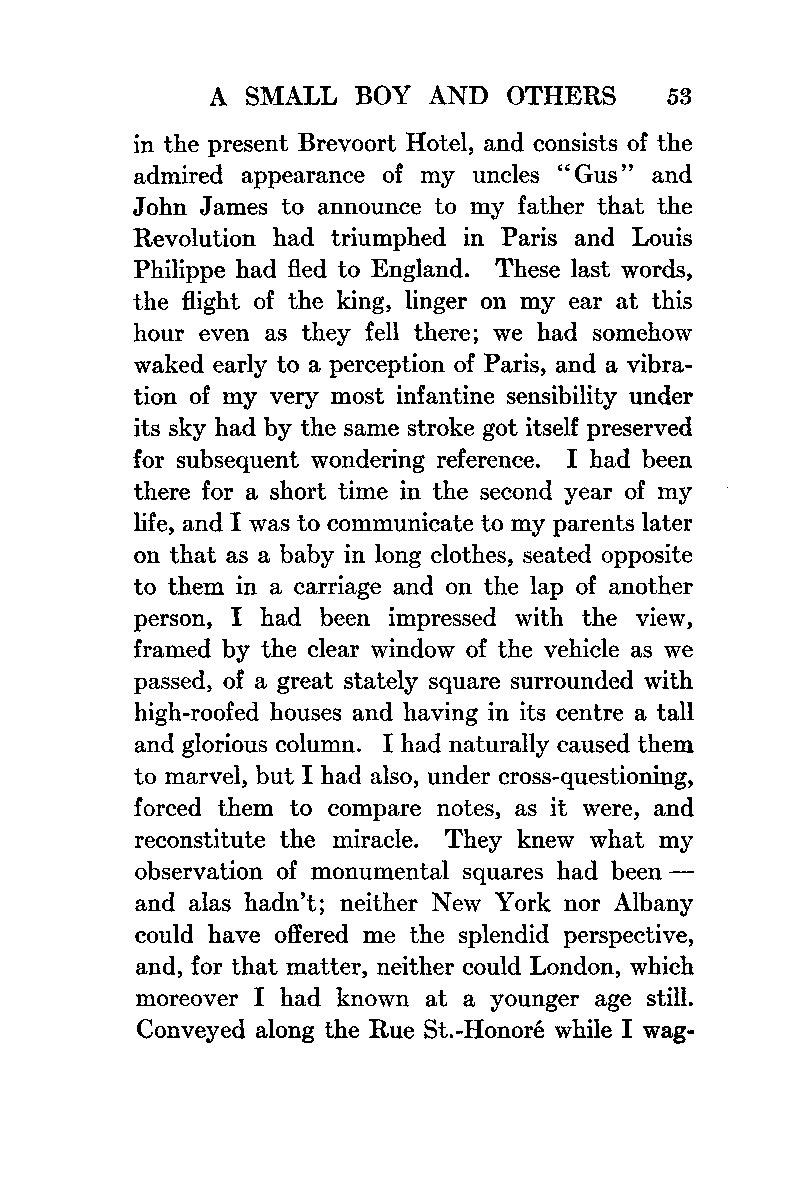 A SMALL BOY AND OTHERS 53
in the present Brevoort Hotel, and consists of the
admired appearance of my uncles “Gus” and
John James to announce to my father that the
Revolution had triumphed in Paris and Louis
Philippe had fled to England. These last words,
the flight of the king, linger on my ear at this
hour even as they fell there; we had somehow
waked early to a perception of Paris, and a vibra-
tion of my very most infantine sensibility under
its sky had by the same stroke got itself preserved
for subsequent wondering reference. I had been
there for a short time in the second year of my
life, and I was to communicate to my parents later
on that as a baby in long clothes, seated opposite
to them in a carriage and on the lap of another
person, I had been impressed with the view,
framed by the clear window of the vehicle as we
passed, of a great stately square surrounded with
high-roofed houses and having in its centre a tall
and glorious column. I had naturally caused them
to marvel, but I had also, under cross-questioning,
forced them to compare notes, as it were, and
reconstitute the miracle. They knew what my
observation of monumental squares had been —
and alas hadn't; neither New York nor Albany
could have offered me the splendid perspective,
and, for that matter, neither could London, which
moreover I had known at a younger age still.
Conveyed along the Rue St.-Honoré while I wag-